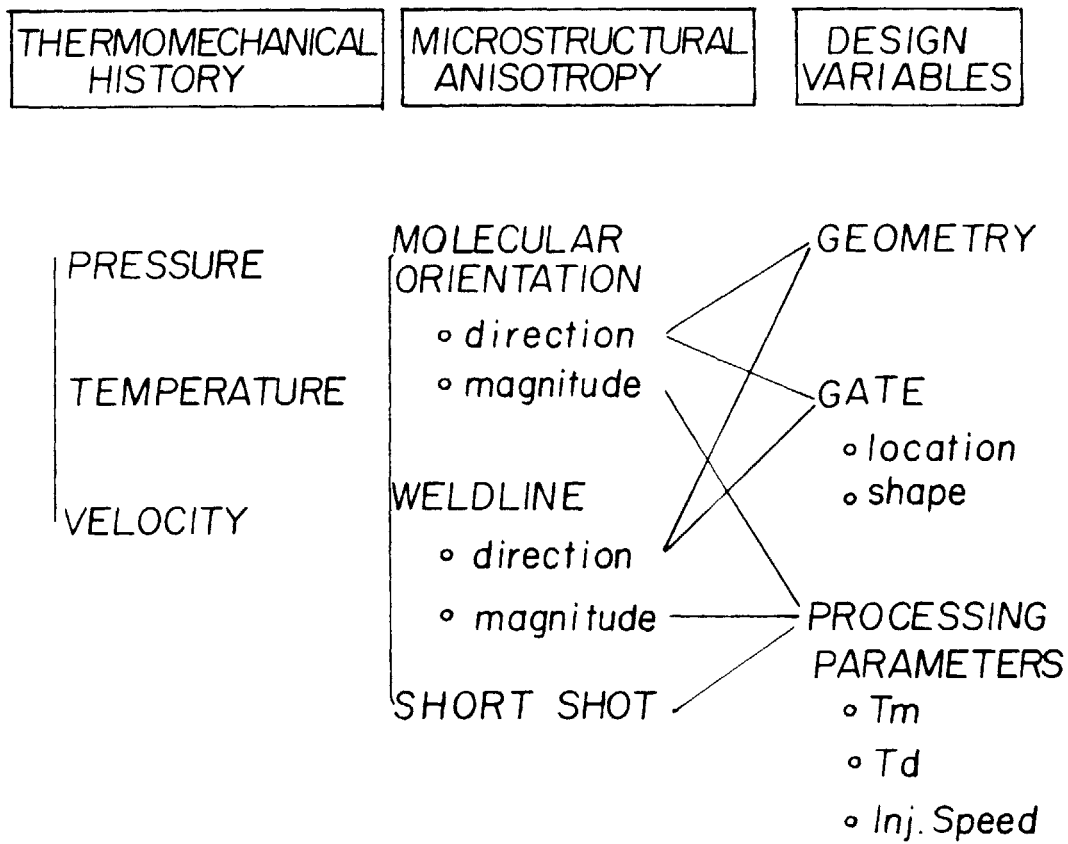 THERMOMECHANICAL
HISTORY
MICROSTRUCTURAL
ANISOTROPY
DESIGN
VARIABLES
PRESSURE
TEMPERATURE
VELOCITY
MOLECULAR
ORIENTATION
direction
magnitude
WELDLINE
direction
magnitude
SHORT SHOT
GEOMETRY
GATE
location
shape
PROCESSING
PARAMETERS
Tm
Td
Inj. Speed